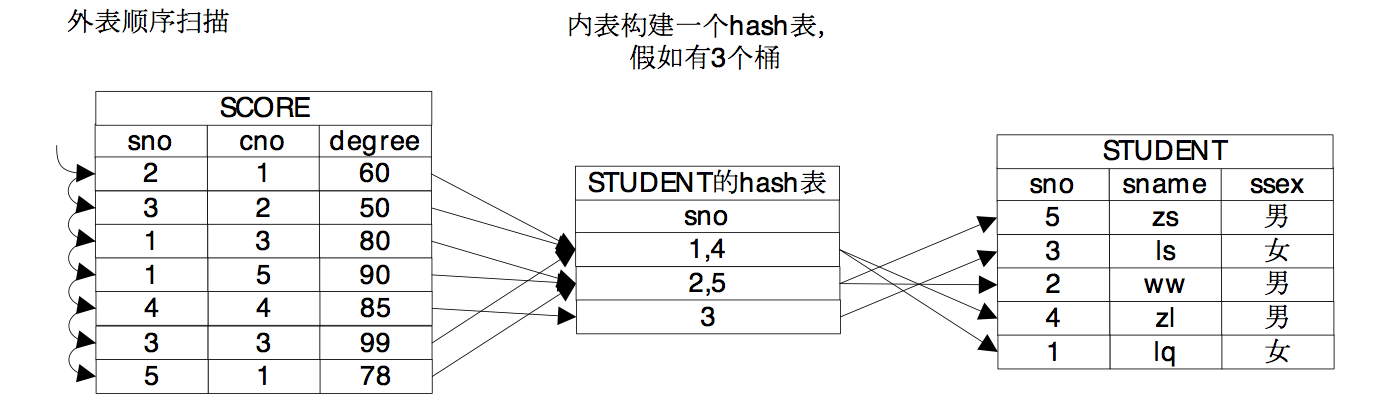 外表顺序扫描
内表构建一个hash表，
假如有3个桶
SCORE
sno cno degree
2 1 60
3 2 50
1 3 80
1 5 90
4 4 85
3 3 99
5 1 78
STUDENT的hash表
sno
1,4
2,5
3
STUDENT
sno sname ssex
5 zs 男
3 ls 女
2 ww 男
4 zl 男
1 lq 女